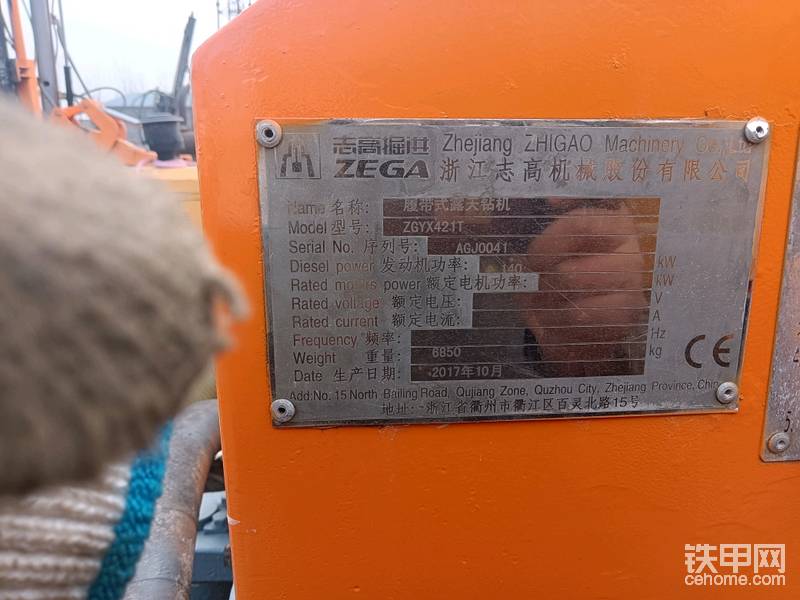 志高掘进 Zhejiang ZHIGAO Machinery Co.,Ltd
ZEGA 浙江志高机械股份有限公司
Name 名称: 履带式露天钻机
Model 型号: ZGYX421T
Serial No. 序列号: AGJ0041
Diesel power 发动机功率: 140 kW
Rated motors power 额定电机功率: kW
Rated voltage 额定电压: V
Rated current 额定电流: A
Frequency 频率: Hz
Weight 重量: 6850 kg
Date 生产日期: 2017年10月
CE
Add:No. 15 North Bailing Road, Qujiang Zone, Quzhou City, Zhejiang Province, China
地址: 浙江省衢州市衢江区百灵北路15号
铁甲网
cehome.com